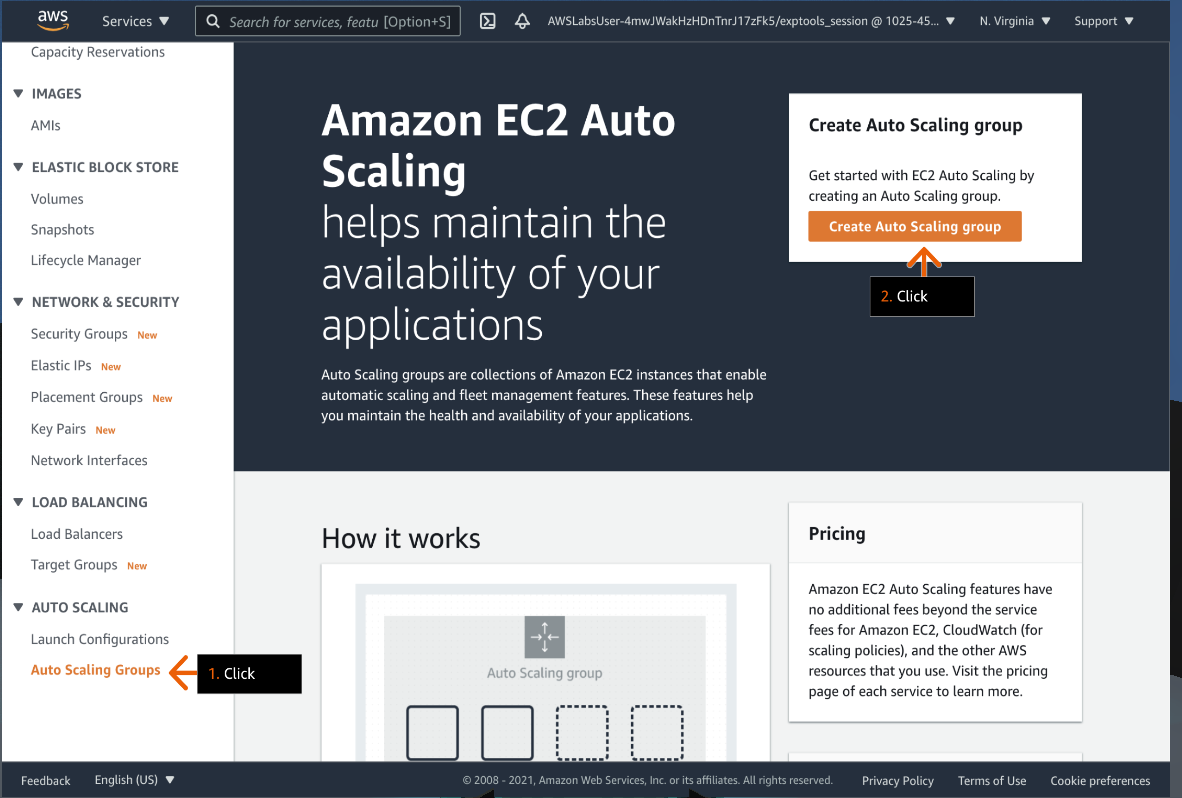 aws
Services
Search for services, featu [Option+S]
AWSLabsUser-4mwJWakHzHDnTnrJ17zFk5/exptools_session @ 1025-45...
N. Virginia
Support
Capacity Reservations
IMAGES
AMIs
ELASTIC BLOCK STORE
Volumes
Snapshots
Lifecycle Manager
NETWORK & SECURITY
Security Groups New
Elastic IPs New
Placement Groups New
Key Pairs New
Network Interfaces
LOAD BALANCING
Load Balancers
Target Groups New
AUTO SCALING
Launch Configurations
Auto Scaling Groups
1. Click
Amazon EC2 Auto
Scaling
helps maintain the
availability of your
applications
Auto Scaling groups are collections of Amazon EC2 instances that enable
automatic scaling and fleet management features. These features help
you maintain the health and availability of your applications.
Create Auto Scaling group
Get started with EC2 Auto Scaling by
creating an Auto Scaling group.
Create Auto Scaling group
2. Click
How it works
Auto Scaling group
Pricing
Amazon EC2 Auto Scaling features have
no additional fees beyond the service
fees for Amazon EC2, CloudWatch (for
scaling policies), and the other AWS
resources that you use. Visit the pricing
page of each service to learn more.
Feedback
English (US)
© 2008 - 2021, Amazon Web Services, Inc. or its affiliates. All rights reserved.
Privacy Policy
Terms of Use
Cookie preferences